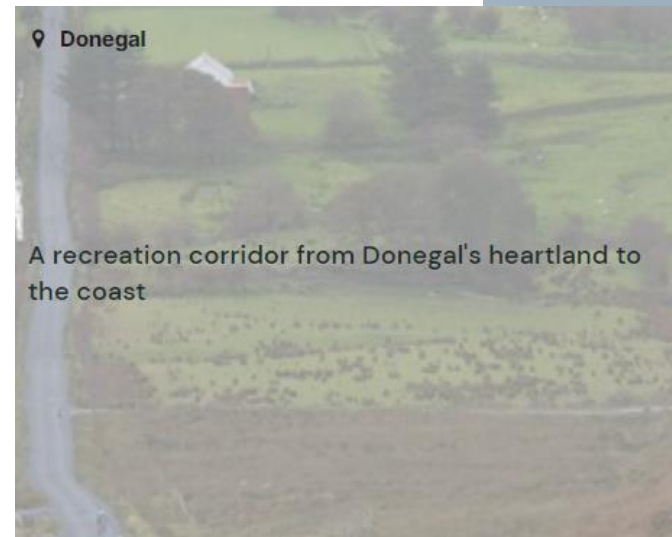 Donegal
A recreation corridor from Donegal's heartland to
the coast